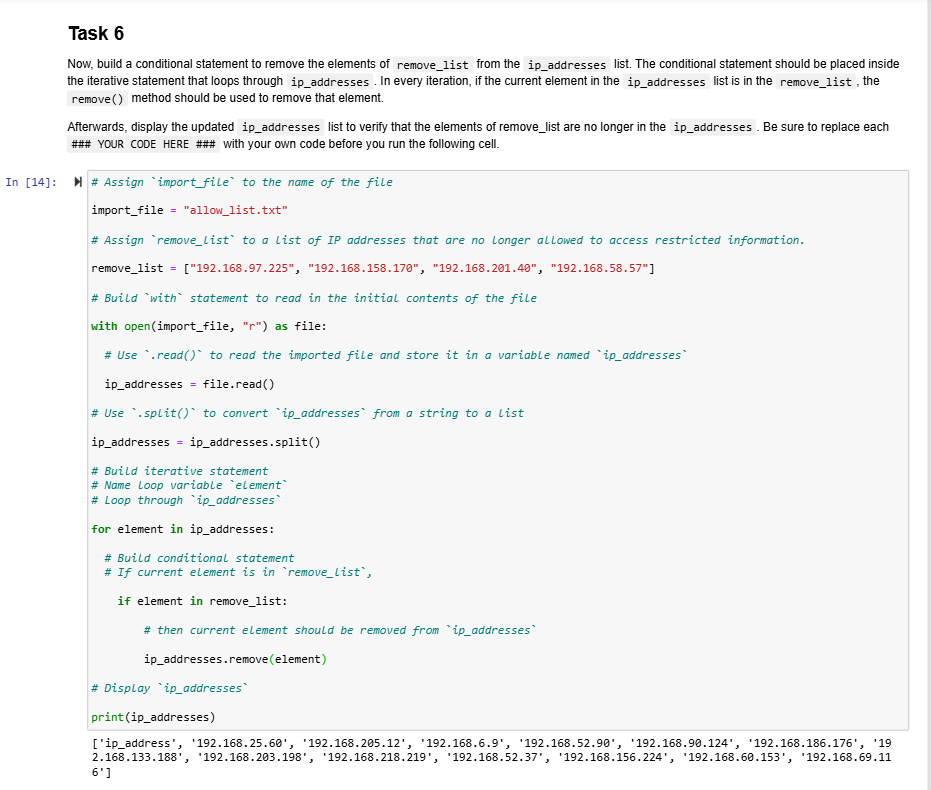 Task 6
Now, build a conditional statement to remove the elements of remove_list from the ip_addresses list. The conditional statement should be placed inside
the iterative statement that loops through ip_addresses . In every iteration, if the current element in the ip_addresses list is in the remove_list , the
remove() method should be used to remove that element.
Afterwards, display the updated ip_addresses list to verify that the elements of remove_list are no longer in the ip_addresses . Be sure to replace each
### YOUR CODE HERE ### with your own code before you run the following cell.
In [14]:
# Assign `import_file` to the name of the file
import_file = "allow_list.txt"
# Assign `remove_list` to a list of IP addresses that are no longer allowed to access restricted information.
remove_list = ["192.168.97.225", "192.168.158.170", "192.168.201.40", "192.168.58.57"]
# Build `with` statement to read in the initial contents of the file
with open(import_file, "r") as file:
# Use `.read()` to read the imported file and store it in a variable named `ip_addresses`
ip_addresses = file.read()
# Use `.split()` to convert `ip_addresses` from a string to a list
ip_addresses = ip_addresses.split()
# Build iterative statement
# Name loop variable `element`
# Loop through `ip_addresses`
for element in ip_addresses:
# Build conditional statement
# If current element is in `remove_list`,
if element in remove_list:
# then current element should be removed from `ip_addresses`
ip_addresses.remove(element)
# Display `ip_addresses`
print(ip_addresses)
['ip_address', '192.168.25.60', '192.168.205.12', '192.168.6.9', '192.168.52.90', '192.168.90.124', '192.168.186.176', '19
2.168.133.188', '192.168.203.198', '192.168.218.219', '192.168.52.37', '192.168.156.224', '192.168.60.153', '192.168.69.11
6']